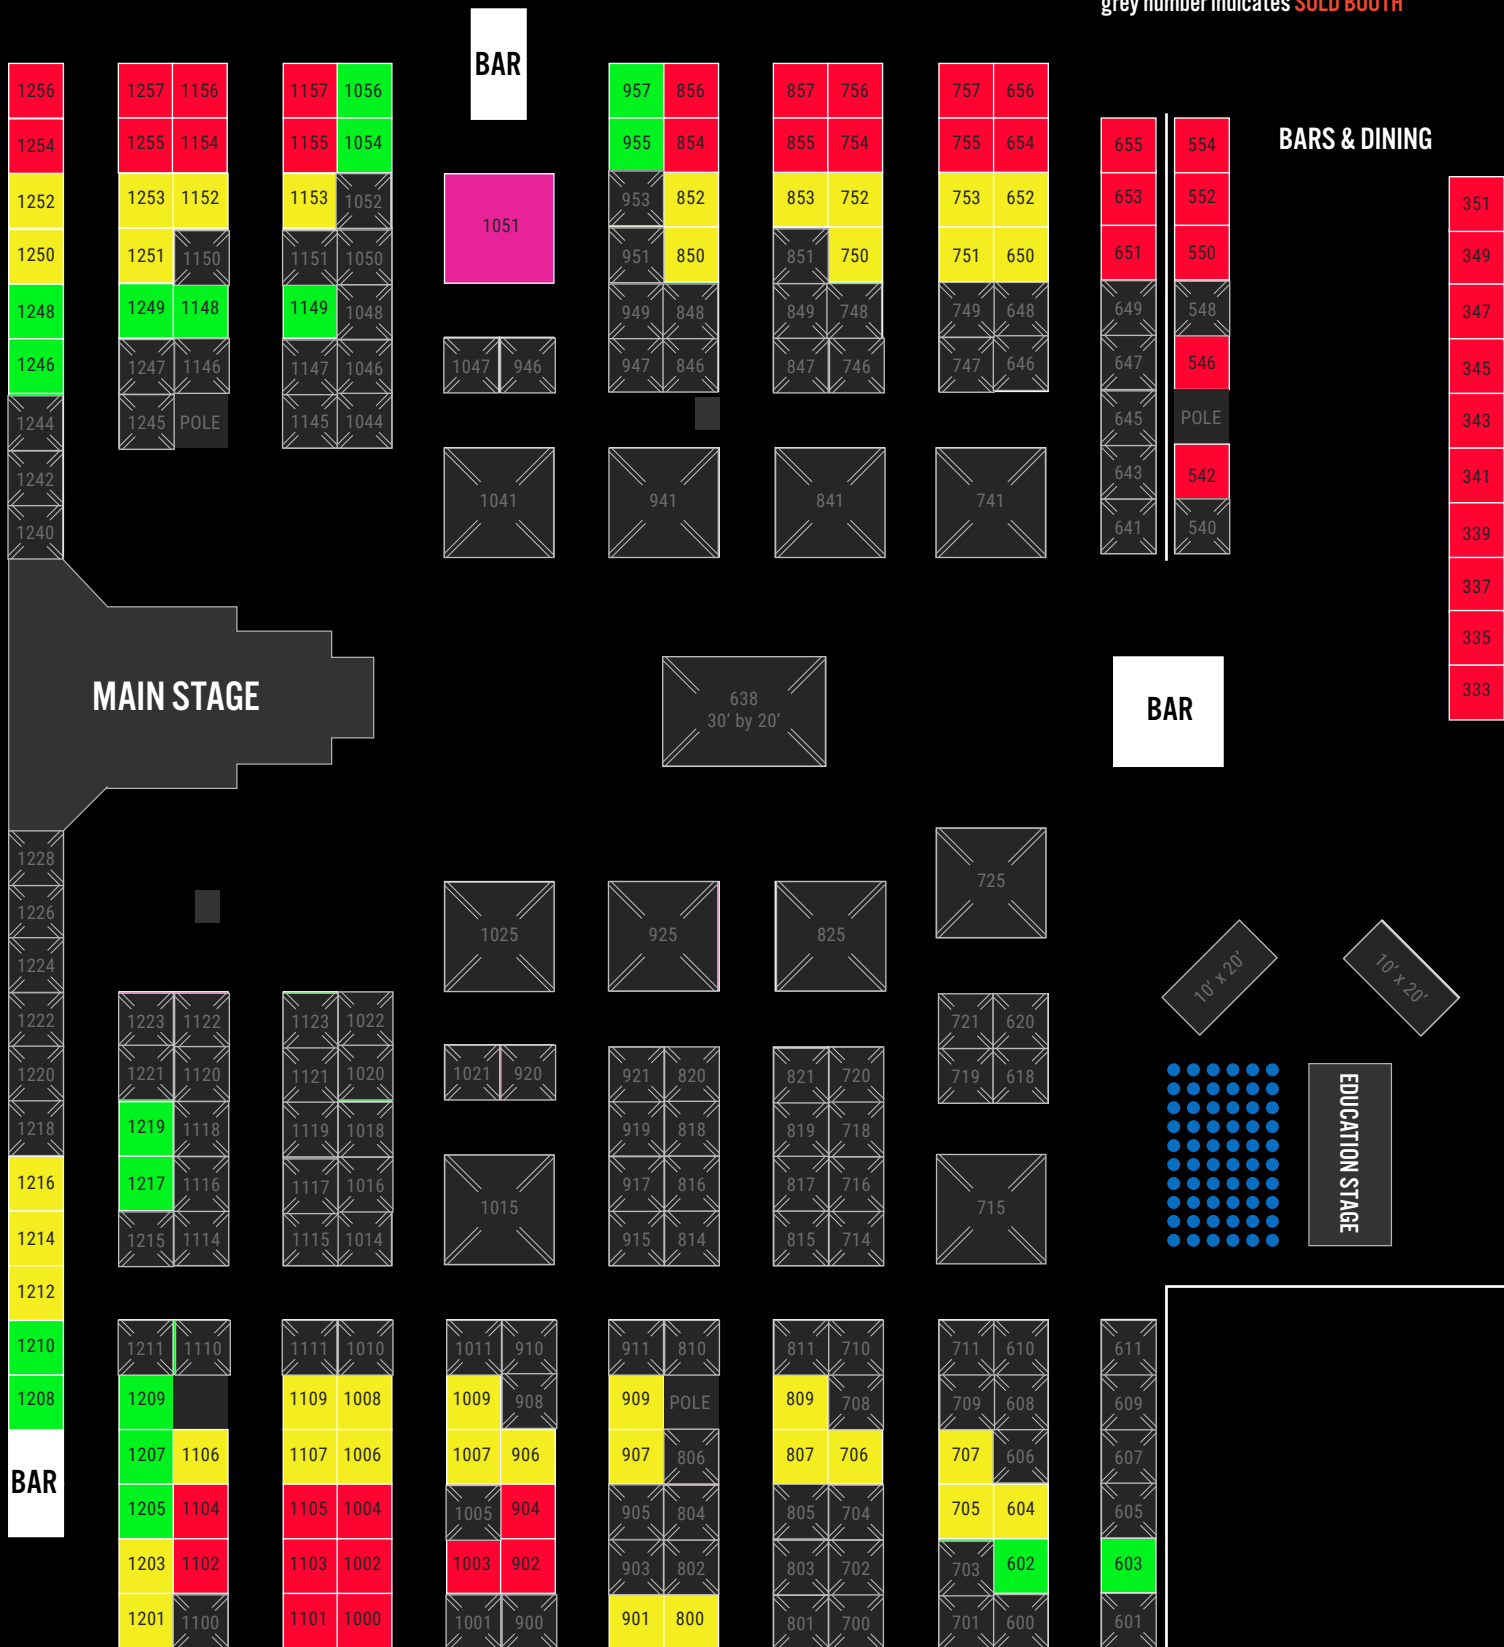 grey number indicates SOLD BOOTH
BAR
1256 1257 1156 1157 1056 957 856 857 756 757 656
1254 1255 1154 1155 1054 955 854 855 754 755 654 655 554 BARS & DINING
1252 1253 1152 1153 1052 953 852 853 752 753 652 653 552 351
1051
1250 1251 1150 1151 1050 951 850 851 750 751 650 651 550 349
1248 1249 1148 1149 1048 949 848 849 748 749 648 649 548 347
1246 1247 1146 1147 1046 1047 946 947 846 847 746 747 646 647 546 345
1244 1245 POLE 1145 1044 645 POLE 343
1242 643 542 341
1041 941 841 741
1240 641 540 339
337
335
MAIN STAGE 638 BAR 333
30' by 20'
1228
725
1226
1025 925 825
1224 10' x 20' 10' x 20'
1222 1223 1122 1123 1022 721 620
1220 1221 1120 1121 1020 1021 920 921 820 821 720 719 618
1218 1219 1118 1119 1018 919 818 819 718
EDUCATION STAGE
1216 1217 1116 1117 1016 917 816 817 716
1015 715
1214 1215 1114 1115 1014 915 814 815 714
1212
1210 1211 1110 1111 1010 1011 910 911 810 811 710 711 610 611
1208 1209 1109 1008 1009 908 909 POLE 809 708 709 608 609
BAR 1207 1106 1107 1006 1007 906 907 806 807 706 707 606 607
1205 1104 1105 1004 1005 904 905 804 805 704 705 604 605
1203 1102 1103 1002 1003 902 903 802 803 702 703 602 603
1201 1100 1101 1000 1001 900 901 800 801 700 701 600 601